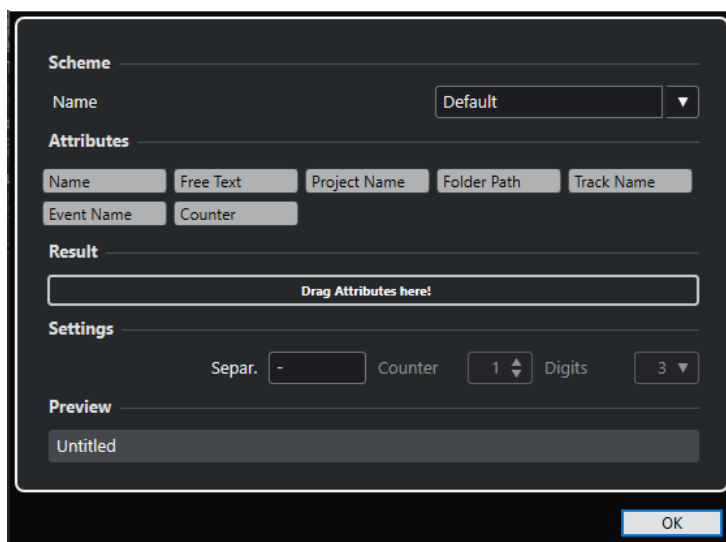 Scheme
Name Default
Attributes
Name Free Text Project Name Folder Path Track Name
Event Name Counter
Result
Drag Attributes here!
Settings
Separ. - Counter 1 Digits 3
Preview
Untitled
OK